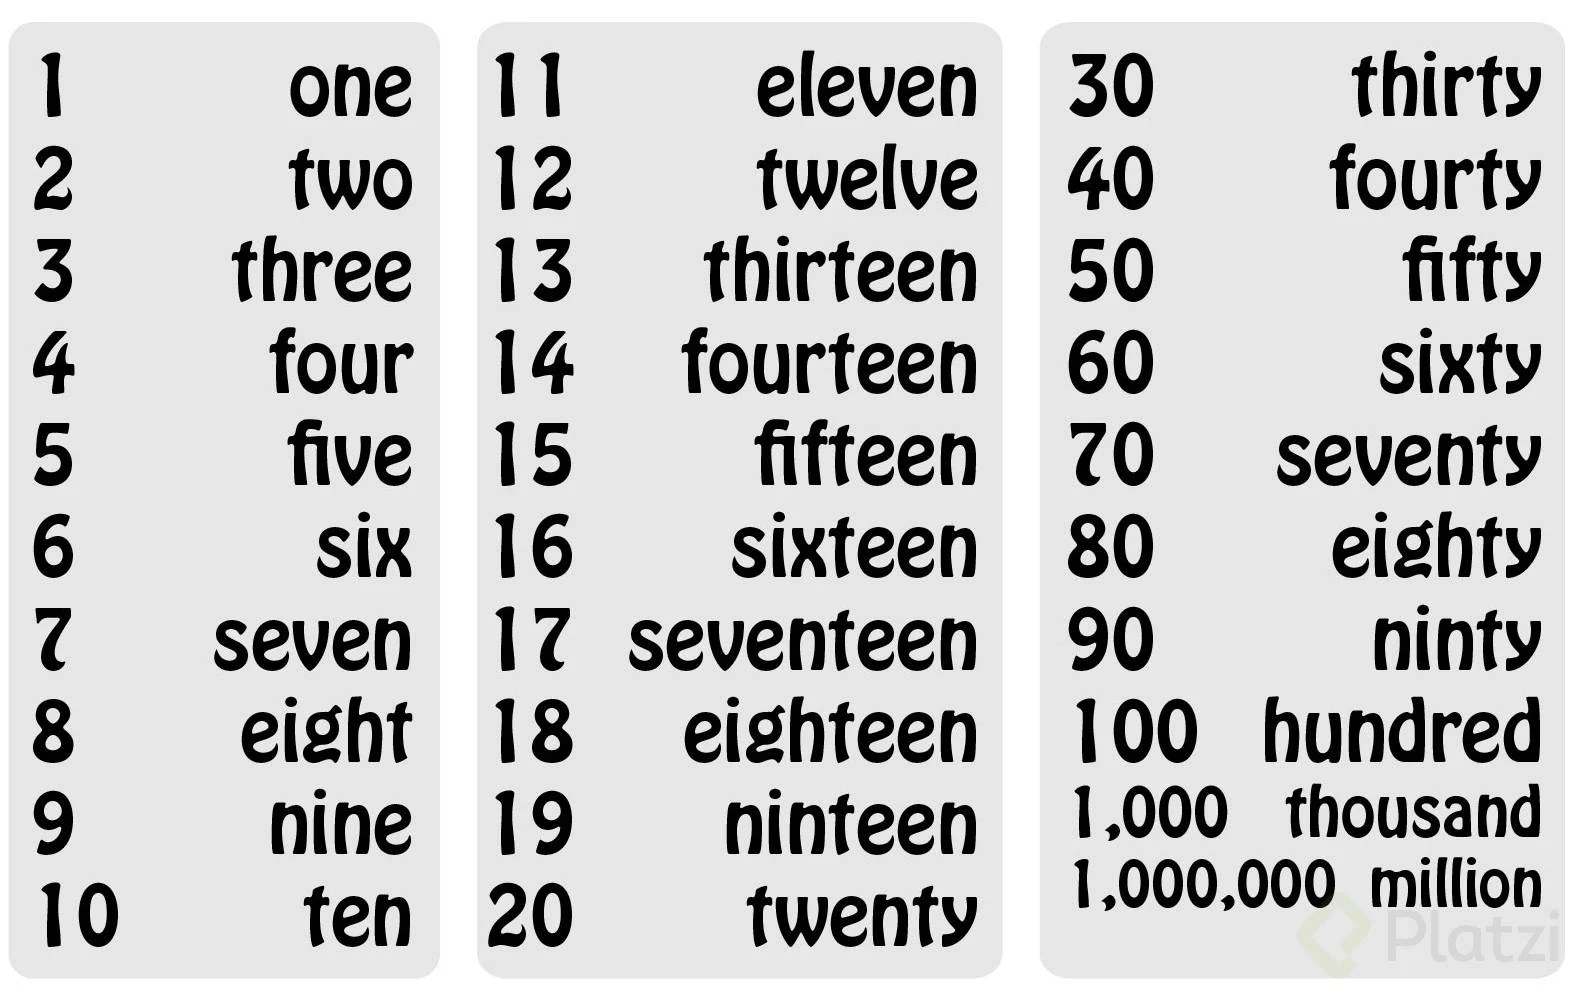 1 one
2 two
3 three
4 four
5 five
6 six
7 seven
8 eight
9 nine
10 ten
11 eleven
12 twelve
13 thirteen
14 fourteen
15 fifteen
16 sixteen
17 seventeen
18 eighteen
19 ninteen
20 twenty
30 thirty
40 fourty
50 fifty
60 sixty
70 seventy
80 eighty
90 ninty
100 hundred
1,000 thousand
1,000,000 million
Platzi